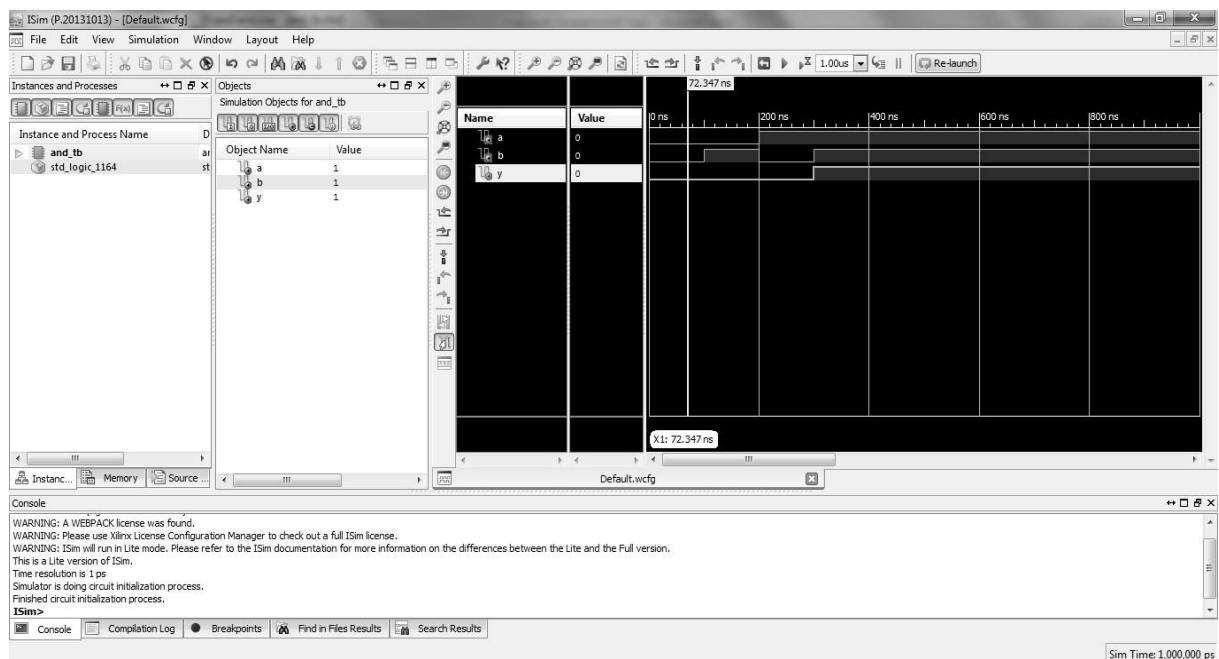 ISim (P.20131013) - [Default.wcfg]
File Edit View Simulation Window Layout Help
1.00us
Re-launch
Instances and Processes
Instance and Process Name D
and_tb ar
std_logic_1164 st
Instanc... Memory Source ...
Objects
Simulation Objects for and_tb
Object Name Value
a 1
b 1
y 1
Name Value
a 0
b 0
y 0
72.347 ns
0 ns 200 ns 400 ns 600 ns 800 ns
X1: 72.347 ns
Default.wcfg
Console
WARNING: A WEBPACK license was found.
WARNING: Please use Xilinx License Configuration Manager to check out a full ISim license.
WARNING: ISim will run in Lite mode. Please refer to the ISim documentation for more information on the differences between the Lite and the Full version.
This is a Lite version of ISim.
Time resolution is 1 ps
Simulator is doing circuit initialization process.
Finished circuit initialization process.
ISim>
Console Compilation Log Breakpoints Find in Files Results Search Results
Sim Time: 1,000,000 ps